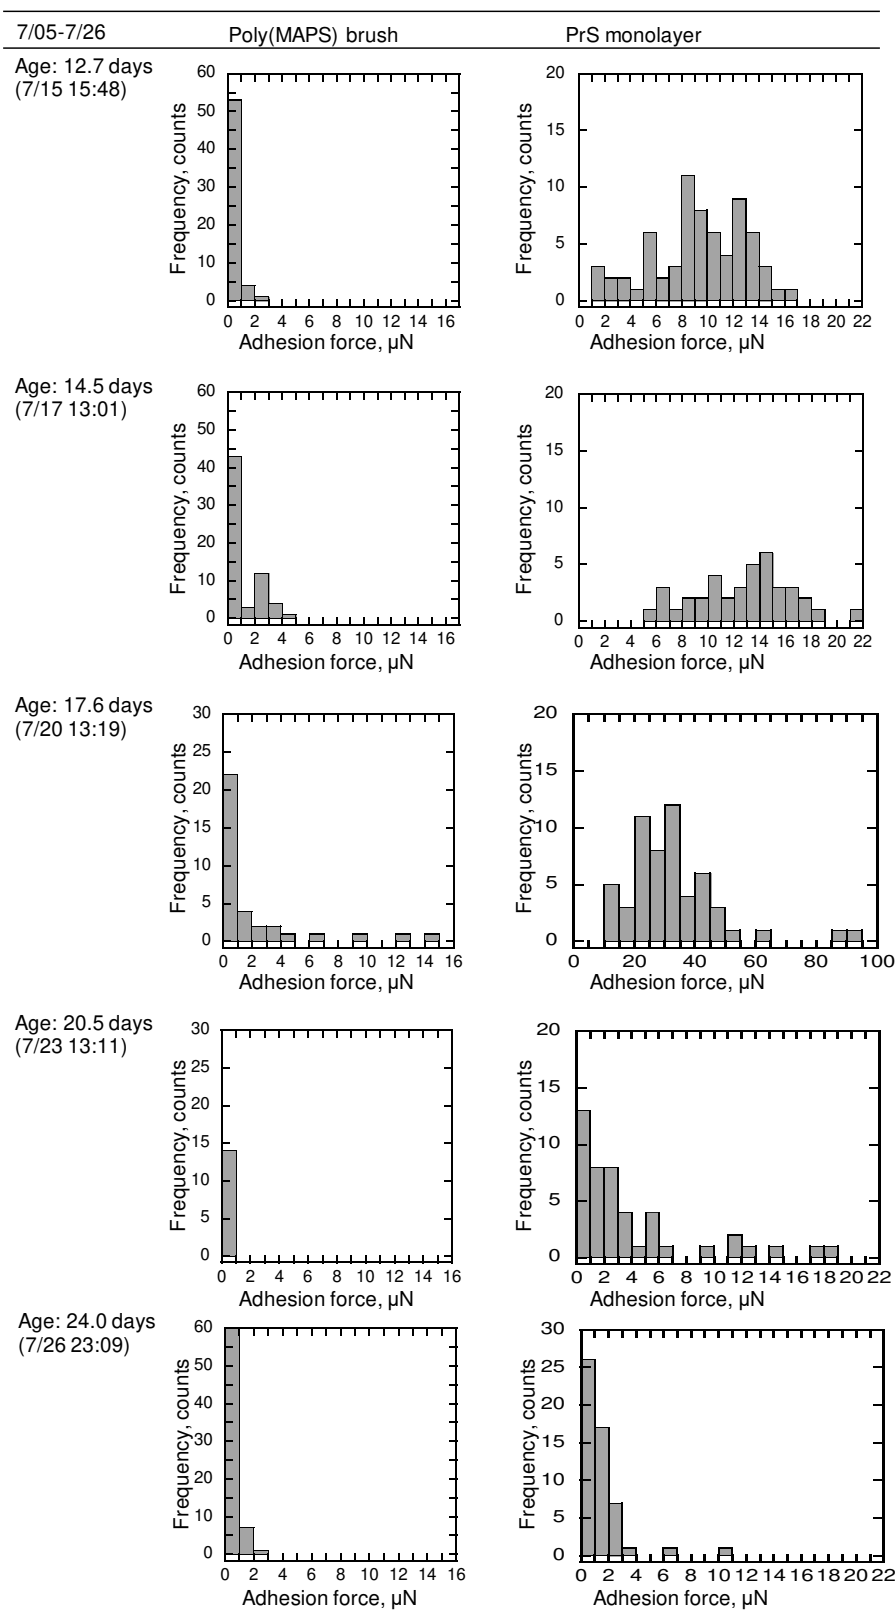 7/05-7/26 Poly(MAPS) brush PrS monolayer
Age: 12.7 days
(7/15 15:48)
Frequency, counts
60
50
40
30
20
10
0
0 2 4 6 8 10 12 14 16
Adhesion force, µN
Frequency, counts
20
15
10
5
0
0 2 4 6 8 10 12 14 16 18 20 22
Adhesion force, µN
Age: 14.5 days
(7/17 13:01)
Frequency, counts
60
50
40
30
20
10
0
0 2 4 6 8 10 12 14 16
Adhesion force, µN
Frequency, counts
20
15
10
5
0
0 2 4 6 8 10 12 14 16 18 20 22
Adhesion force, µN
Age: 17.6 days
(7/20 13:19)
Frequency, counts
30
25
20
15
10
5
0
0 2 4 6 8 10 12 14 16
Adhesion force, µN
Frequency, counts
20
15
10
5
0
0 20 40 60 80 100
Adhesion force, µN
Age: 20.5 days
(7/23 13:11)
Frequency, counts
30
25
20
15
10
5
0
0 2 4 6 8 10 12 14 16
Adhesion force, µN
Frequency, counts
20
15
10
5
0
0 2 4 6 8 10 12 14 16 18 20 22
Adhesion force, µN
Age: 24.0 days
(7/26 23:09)
Frequency, counts
60
50
40
30
20
10
0
0 2 4 6 8 10 12 14 16
Adhesion force, µN
Frequency, counts
30
25
20
15
10
5
0
0 2 4 6 8 10 12 14 16 18 20 22
Adhesion force, µN